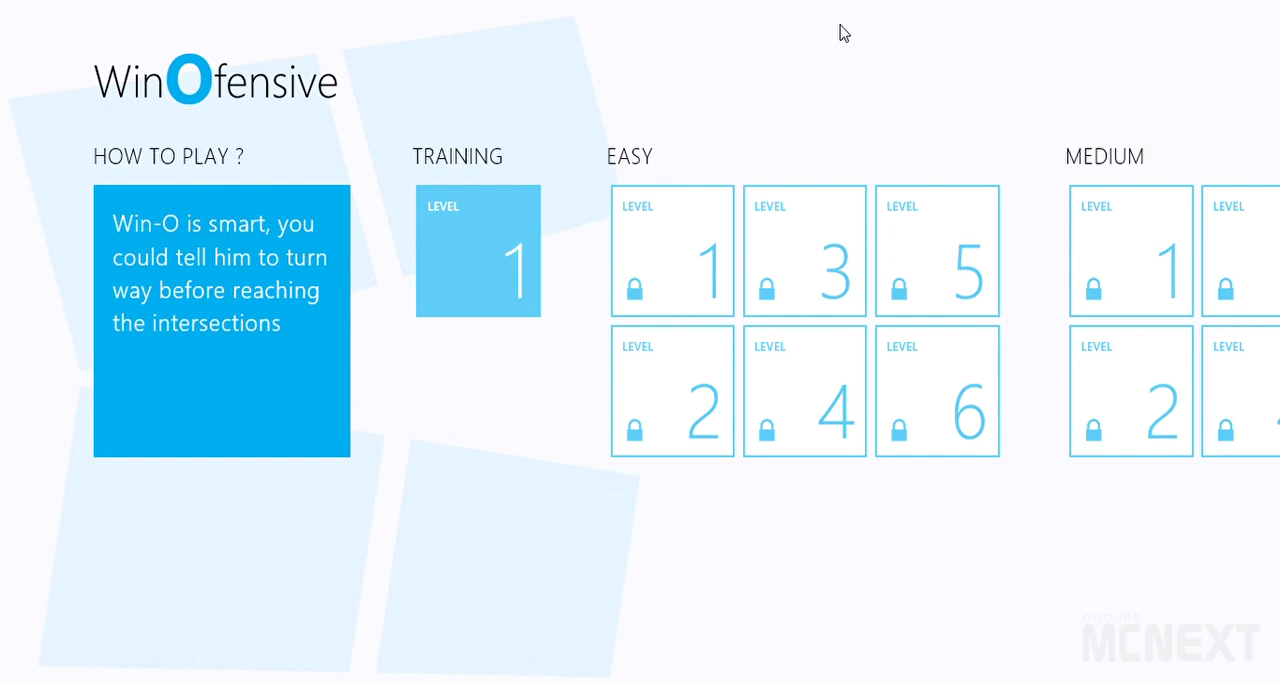 WinOfensive
HOW TO PLAY ?
Win-O is smart, you
could tell him to turn
way before reaching
the intersections
TRAINING
LEVEL
1
EASY
LEVEL
1
LEVEL
3
LEVEL
5
LEVEL
2
LEVEL
4
LEVEL
6
MEDIUM
LEVEL
1
LEVEL
LEVEL
2
LEVEL
GROUPE
MCNEXT